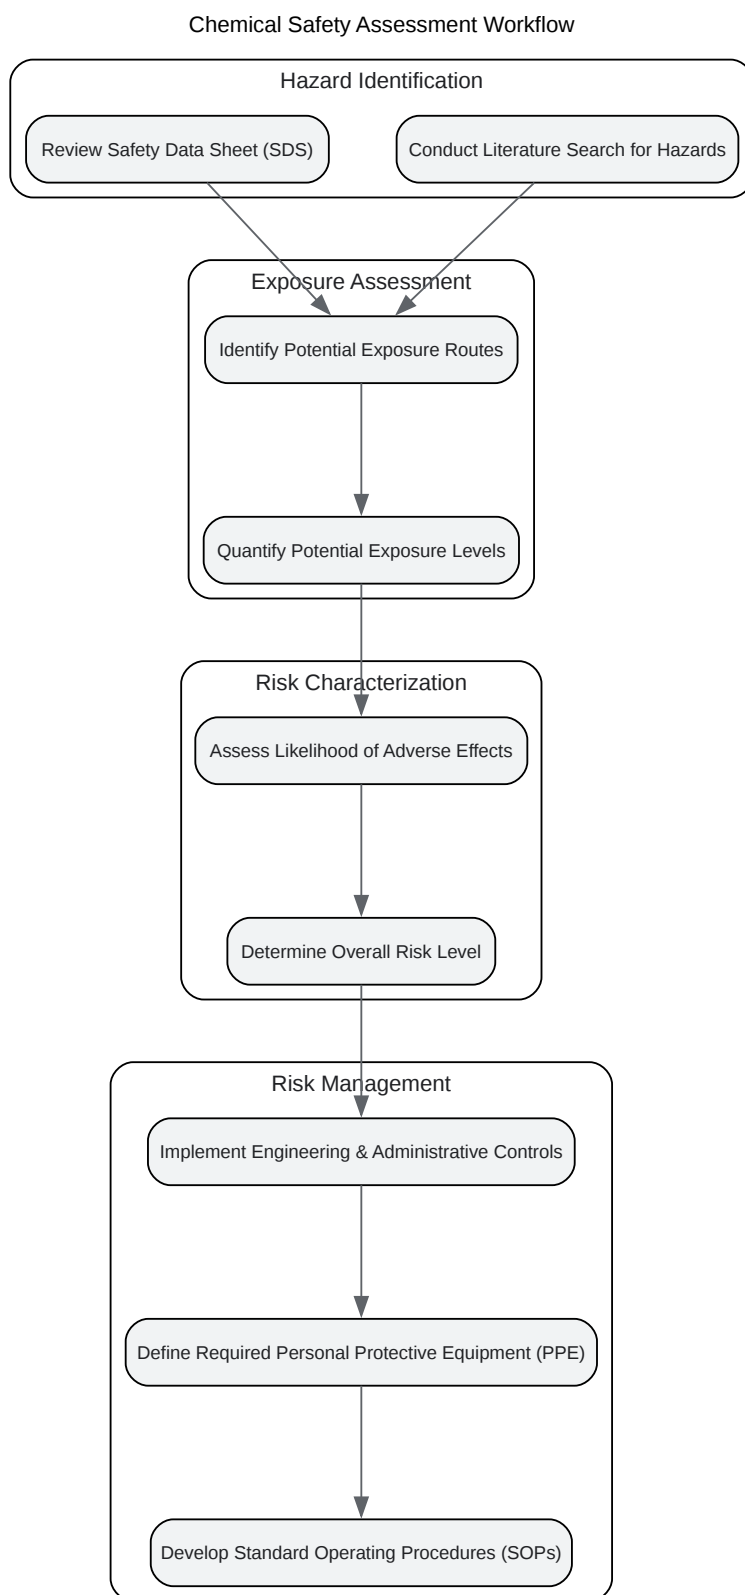 Chemical Safety Assessment Workflow
Hazard Identification
Review Safety Data Sheet (SDS)
Conduct Literature Search for Hazards
Exposure Assessment
Identify Potential Exposure Routes
Quantify Potential Exposure Levels
Risk Characterization
Assess Likelihood of Adverse Effects
Determine Overall Risk Level
Risk Management
Implement Engineering & Administrative Controls
Define Required Personal Protective Equipment (PPE)
Develop Standard Operating Procedures (SOPs)